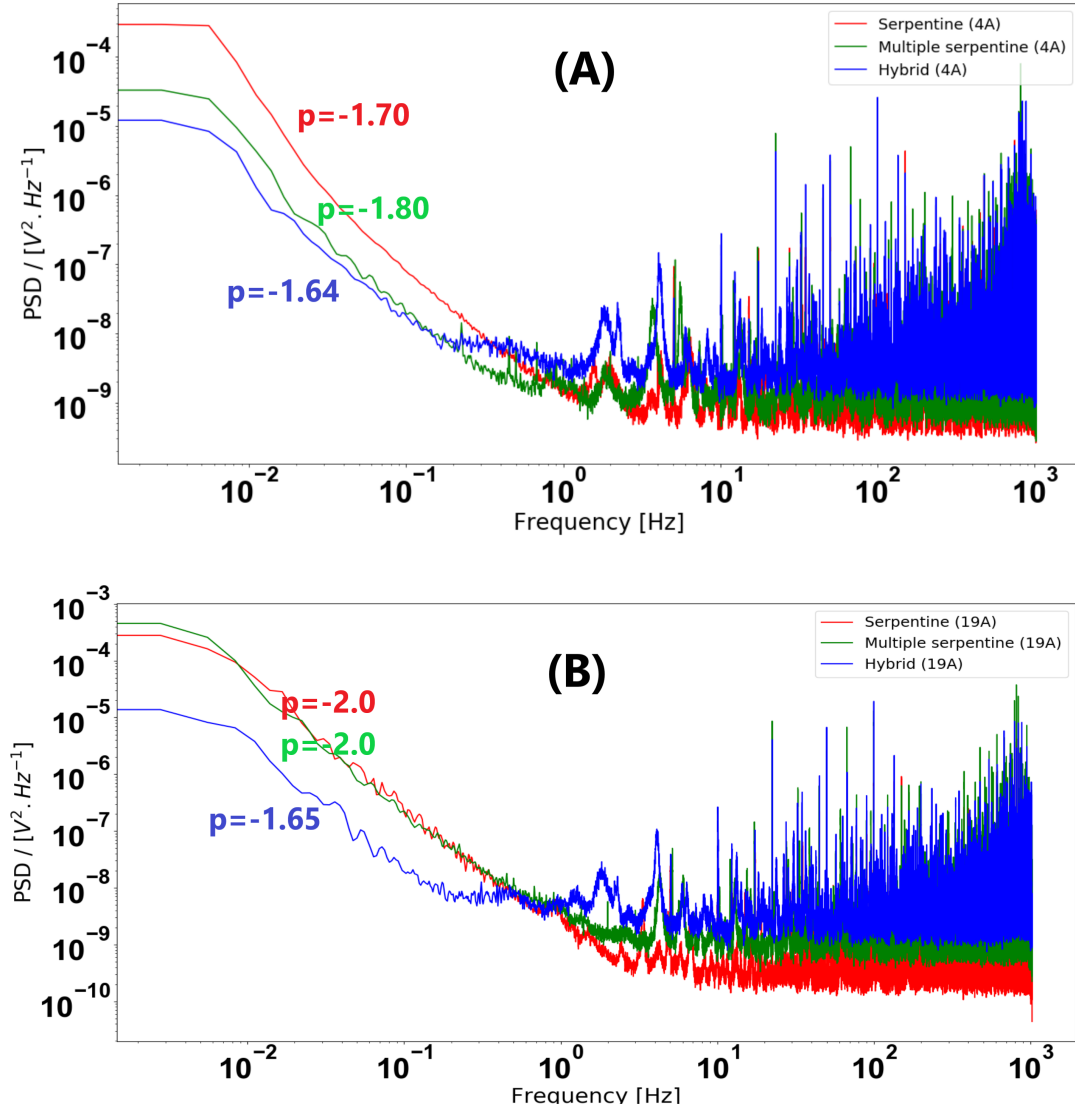 (A)
Serpentine (4A)
Multiple serpentine (4A)
Hybrid (4A)
p=-1.70
p=-1.80
p=-1.64
PSD / [V².Hz⁻¹]
10⁻⁴
10⁻⁵
10⁻⁶
10⁻⁷
10⁻⁸
10⁻⁹
10⁻² 10⁻¹ 10⁰ 10¹ 10² 10³
Frequency [Hz]
(B)
Serpentine (19A)
Multiple serpentine (19A)
Hybrid (19A)
p=-2.0
p=-2.0
p=-1.65
PSD / [V².Hz⁻¹]
10⁻³
10⁻⁴
10⁻⁵
10⁻⁶
10⁻⁷
10⁻⁸
10⁻⁹
10⁻¹⁰
10⁻² 10⁻¹ 10⁰ 10¹ 10² 10³
Frequency [Hz]